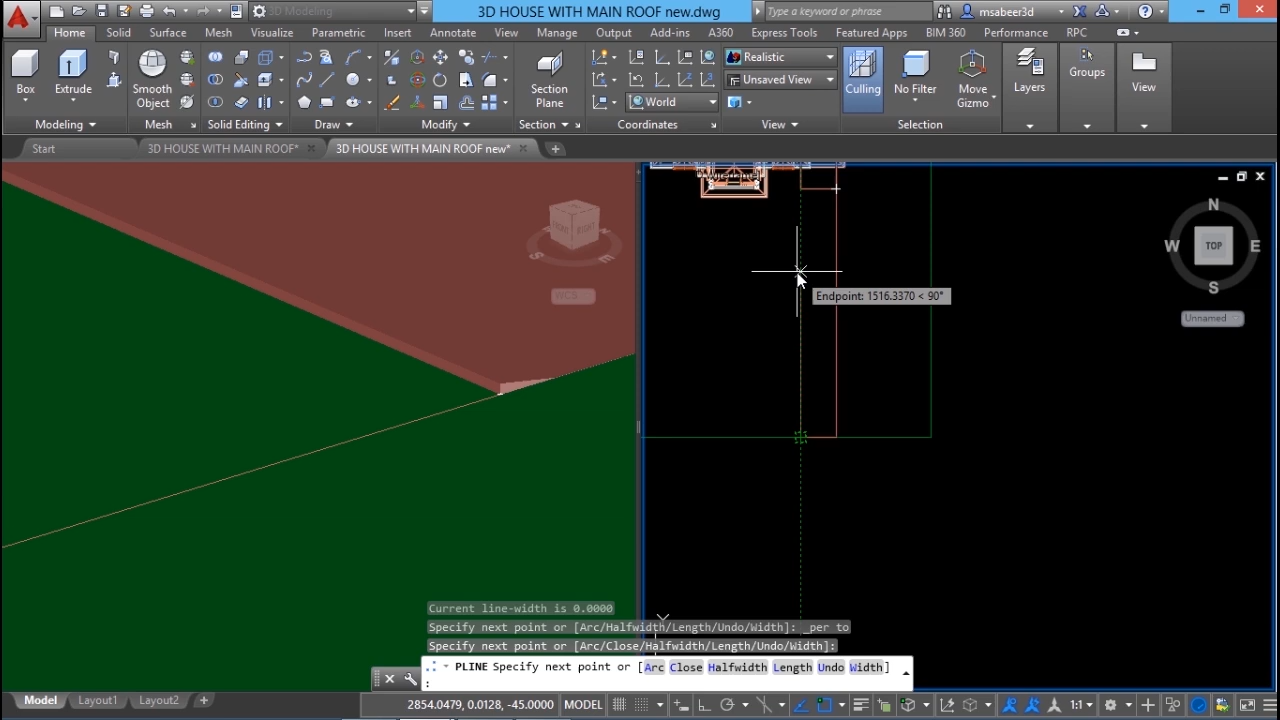 3D Modeling
3D HOUSE WITH MAIN ROOF new.dwg
Type a keyword or phrase
msabeer3d
Home Solid Surface Mesh Visualize Parametric Insert Annotate View Manage Output Add-ins A360 Express Tools Featured Apps BIM 360 Performance RPC
Box
Extrude
Smooth Object
Section Plane
Realistic
Unsaved View
World
Culling
No Filter
Move Gizmo
Layers
Groups
View
Modeling Mesh Solid Editing Draw Modify Section Coordinates View Selection
Start 3D HOUSE WITH MAIN ROOF* 3D HOUSE WITH MAIN ROOF new*
RIGHT
S E
WCS
N
W TOP E
S
Unnamed
Endpoint: 1516.3370 < 90°
Current line-width is 0.0000
Specify next point or [Arc/Halfwidth/Length/Undo/Width]: _per to
Specify next point or [Arc/Close/Halfwidth/Length/Undo/Width]:
PLINE Specify next point or [Arc Close Halfwidth Length Undo Width]
:
Model Layout1 Layout2 + 2854.0479, 0.0128, -45.0000 MODEL 1:1